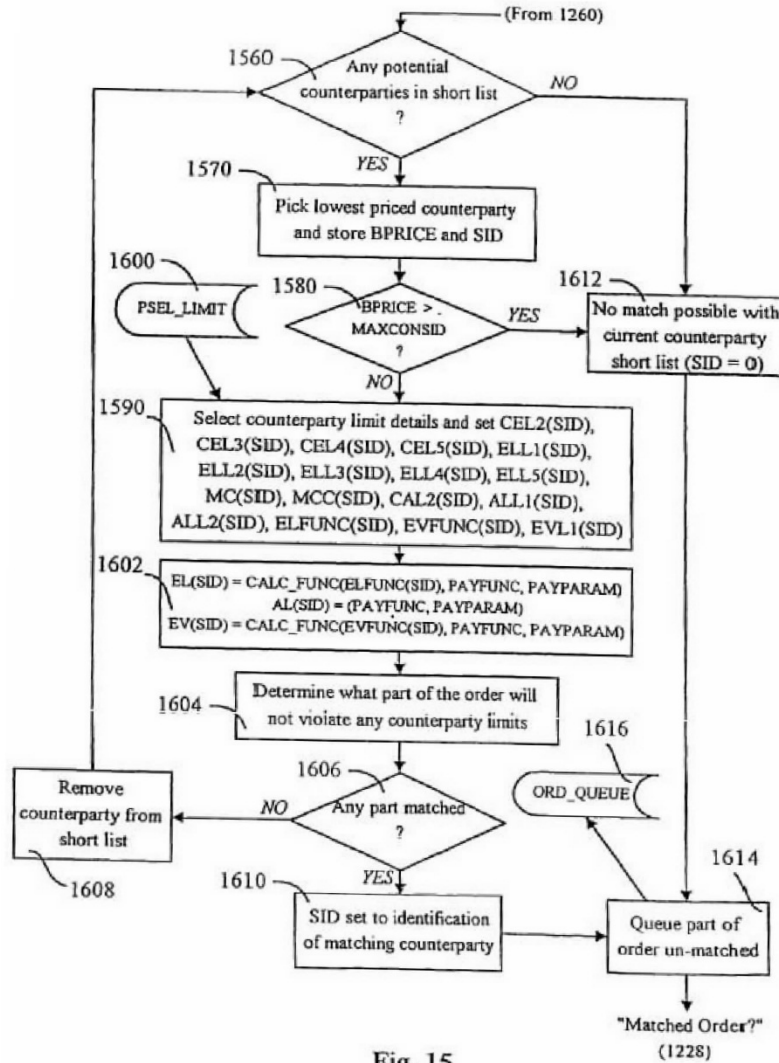 (From 1260)
1560
Any potential
counterparties in short list
?
NO
YES
1570
Pick lowest priced counterparty
and store BPRICE and SID
1600
PSEL_LIMIT
1580
BPRICE >
MAXCONSID
?
YES
NO
1612
No match possible with
current counterparty
short list (SID = 0)
1590
Select counterparty limit details and set CEL2(SID),
CEL3(SID), CEL4(SID), CEL5(SID), ELL1(SID),
ELL2(SID), ELL3(SID), ELL4(SID), ELL5(SID),
MC(SID), MCC(SID), CAL2(SID), ALL1(SID),
ALL2(SID), ELFUNC(SID), EVFUNC(SID), EVL1(SID)
1602
EL(SID) = CALC_FUNC(ELFUNC(SID), PAYFUNC, PAYPARAM)
AL(SID) = (PAYFUNC, PAYPARAM)
EV(SID) = CALC_FUNC(EVFUNC(SID), PAYFUNC, PAYPARAM)
1604
Determine what part of the order will
not violate any counterparty limits
1606
Any part matched
?
NO
YES
Remove
counterparty from
short list
1608
1616
ORD_QUEUE
1610
SID set to identification
of matching counterparty
1614
Queue part of
order un-matched
"Matched Order?"
(1228)
Fig. 15